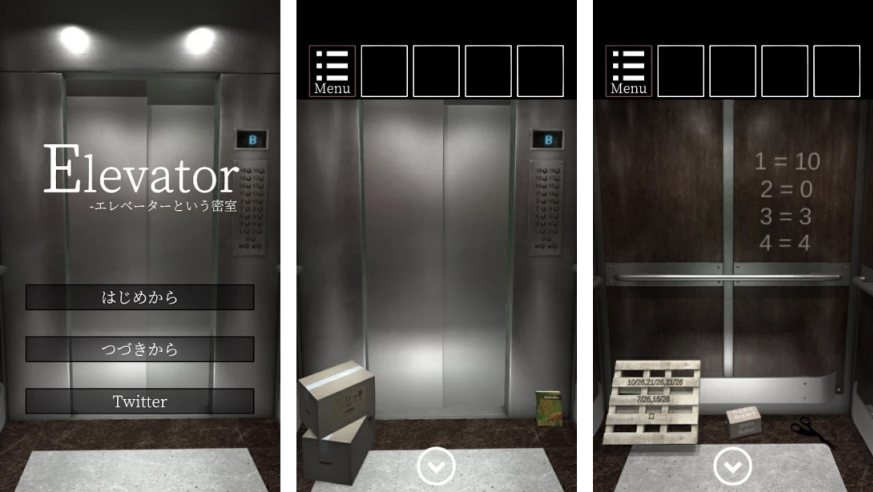 Elevator
-エレベーターという密室
はじめから
つづきから
Twitter
B
Menu
B
Menu
1 = 10
2 = 0
3 = 3
4 = 4
10/26,21/26,21/26
7/26,15/26